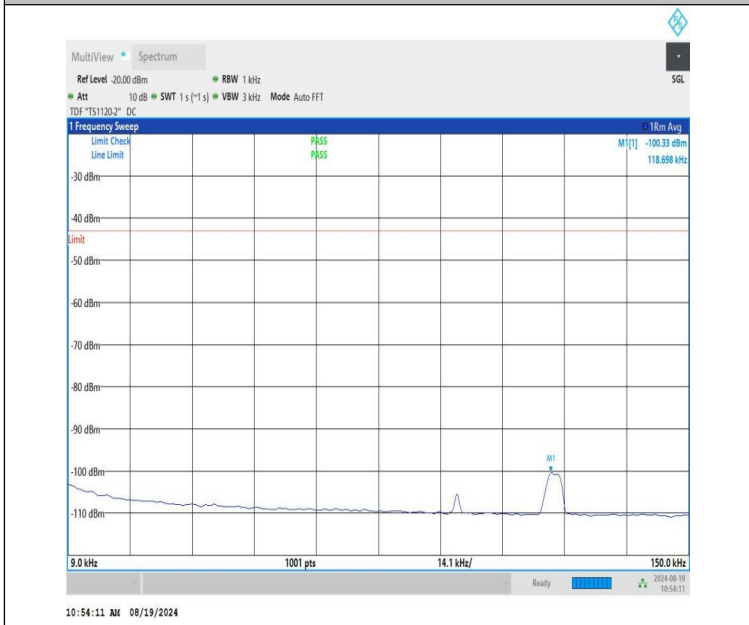 R S
MultiView Spectrum
Ref Level -20.00 dBm RBW 1 kHz SGL
Att 10 dB SWT 1 s (~1 s) VBW 3 kHz Mode Auto FFT
TDF "TS1120-2" DC
1 Frequency Sweep 1Rm Avg
Limit Check PASS M1[1] -100.33 dBm
Line Limit PASS 118.698 kHz
-30 dBm
-40 dBm
Limit
-50 dBm
-60 dBm
-70 dBm
-80 dBm
-90 dBm
M1
-100 dBm
-110 dBm
9.0 kHz 1001 pts 14.1 kHz/ 150.0 kHz
Ready 2024-08-19
10:54:11
10:54:11 AM 08/19/2024